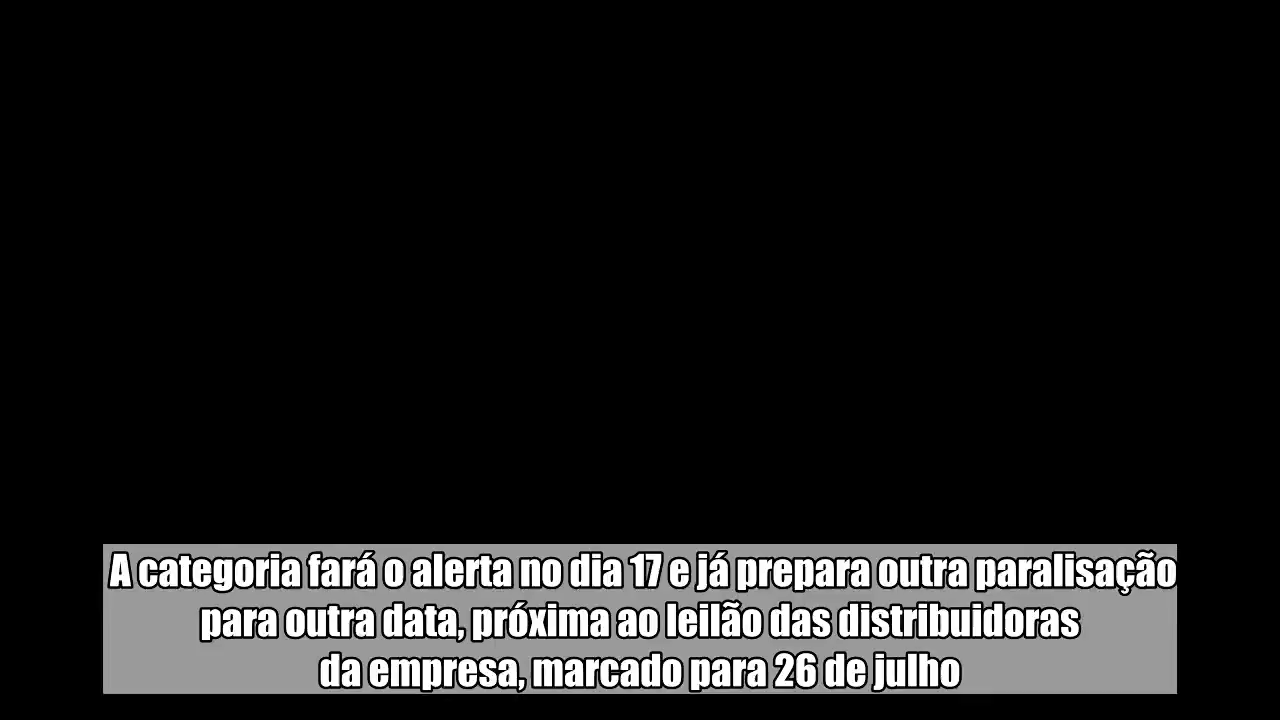 A categoria fará o alerta no dia 17 e já prepara outra paralisação
para outra data, próxima ao leilão das distribuidoras
da empresa, marcado para 26 de julho